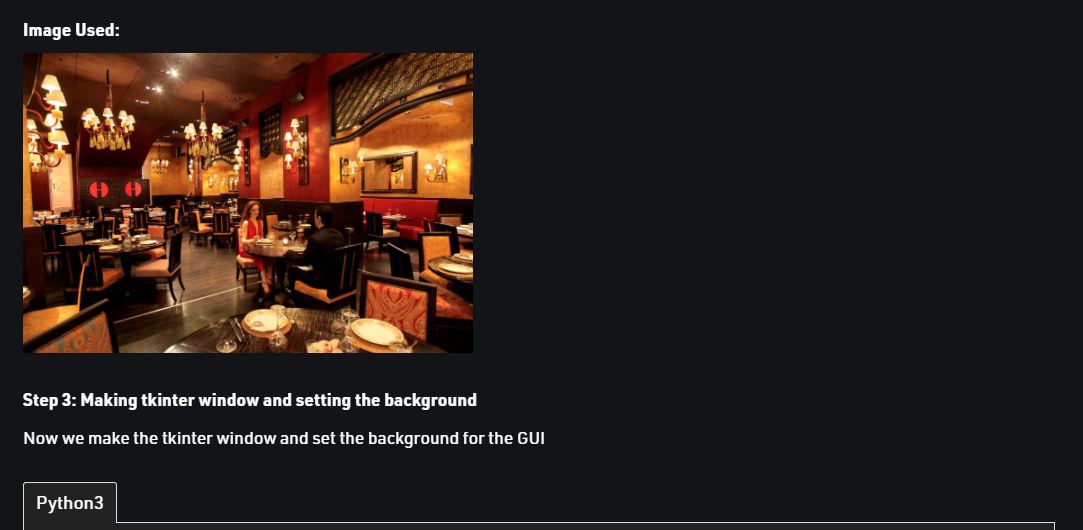 Image Used:
Step 3: Making tkinter window and setting the background
Now we make the tkinter window and set the background for the GUI
Python3